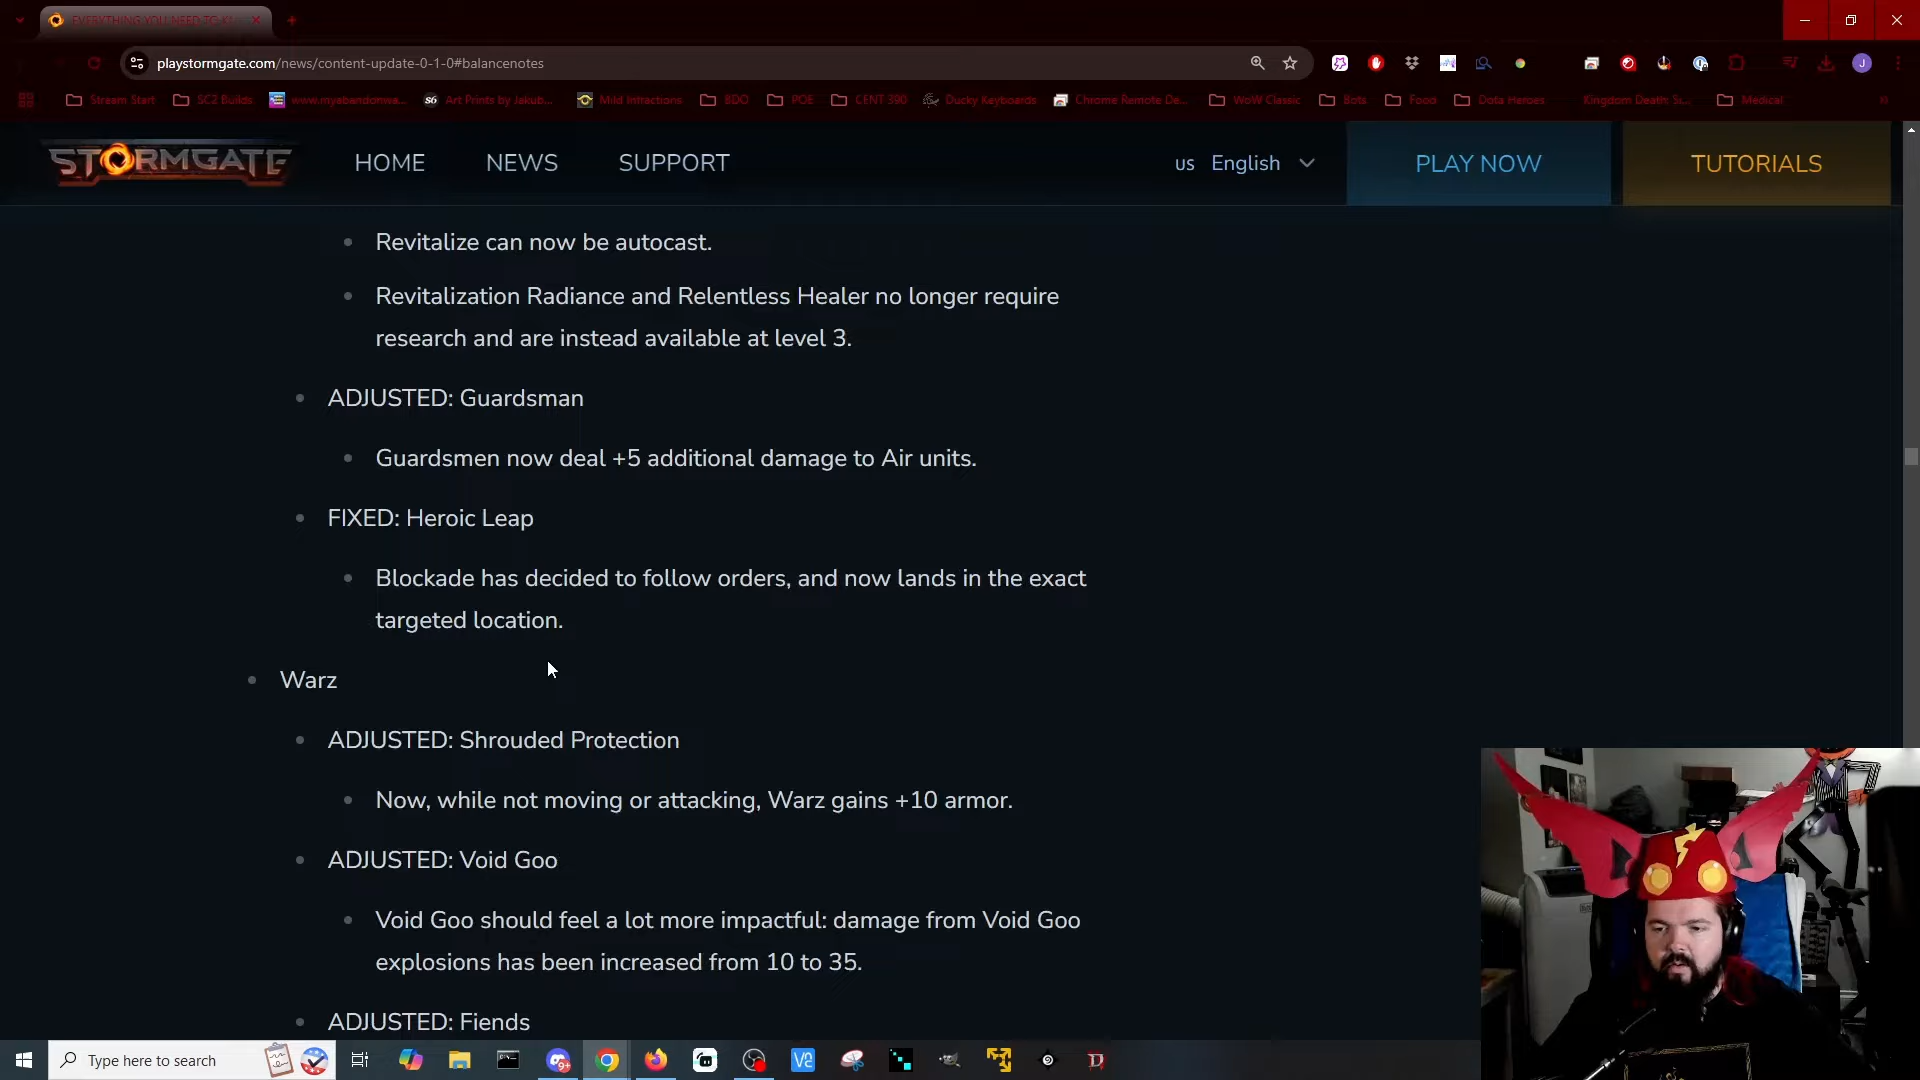 EVERYTHING YOU NEED TO K
playstormgate.com/news/content-update-0-1-0#balancenotes
Stream Start
SC2 Builds
www.myabandonwa...
Art Prints by Jakub...
Mild Intractions
BDO
POE
CENT 390
Ducky Keyboards
Chrome Remote De...
WoW Classic
Bots
Food
Dota Heroes
Kingdom Death: Si...
Medical
STORMGATE
HOME
NEWS
SUPPORT
us English
PLAY NOW
TUTORIALS
Revitalize can now be autocast.
Revitalization Radiance and Relentless Healer no longer require
research and are instead available at level 3.
ADJUSTED: Guardsman
Guardsmen now deal +5 additional damage to Air units.
FIXED: Heroic Leap
Blockade has decided to follow orders, and now lands in the exact
targeted location.
Warz
ADJUSTED: Shrouded Protection
Now, while not moving or attacking, Warz gains +10 armor.
ADJUSTED: Void Goo
Void Goo should feel a lot more impactful: damage from Void Goo
explosions has been increased from 10 to 35.
ADJUSTED: Fiends
Type here to search